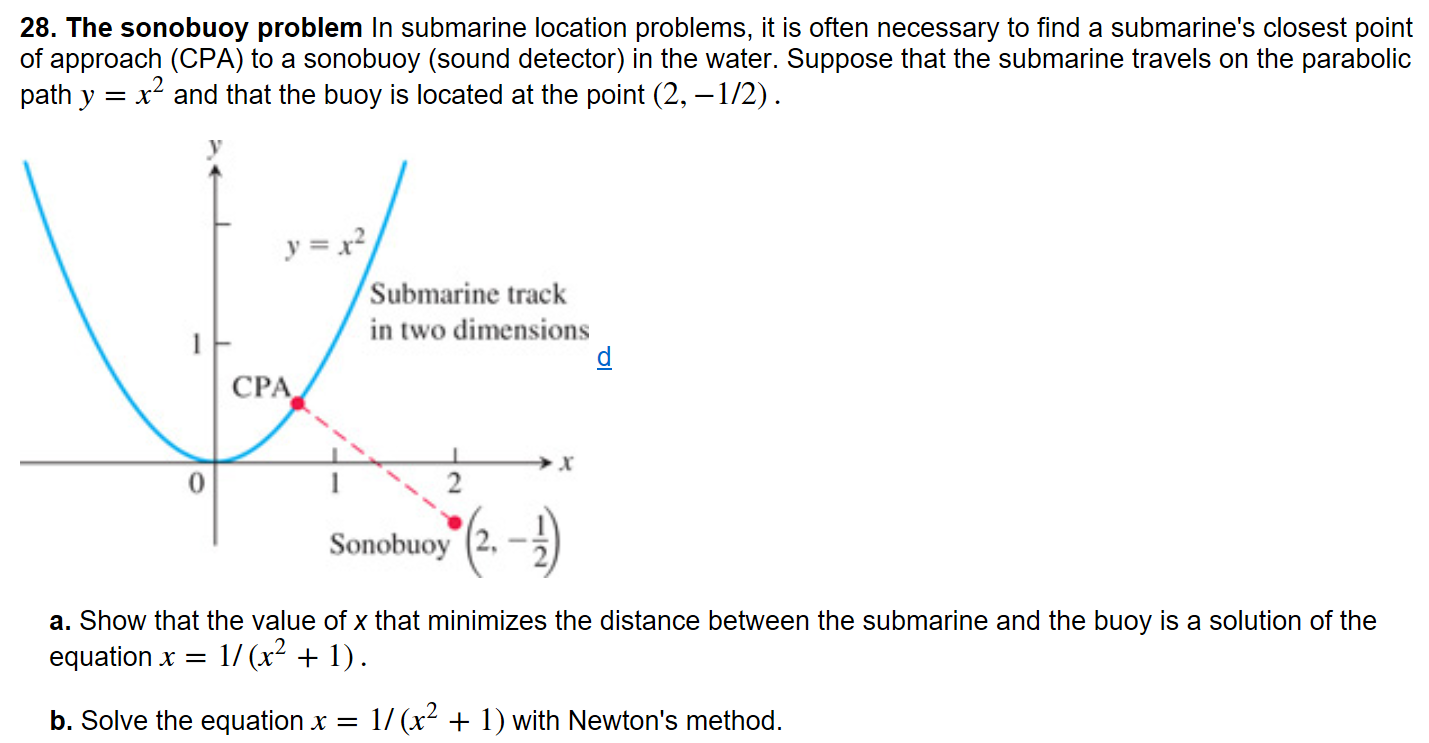 28. The sonobuoy problem In submarine location problems, it is often necessary to find a submarine's closest point
of approach (CPA) to a sonobuoy (sound detector) in the water. Suppose that the submarine travels on the parabolic
path y = x² and that the buoy is located at the point (2, −1/2) .
y
y = x²
Submarine track
in two dimensions
1
d
CPA
x
0
1
2
Sonobuoy (2, −1/2)
a. Show that the value of x that minimizes the distance between the submarine and the buoy is a solution of the
equation x = 1/ (x² + 1) .
b. Solve the equation x = 1/ (x² + 1) with Newton's method.